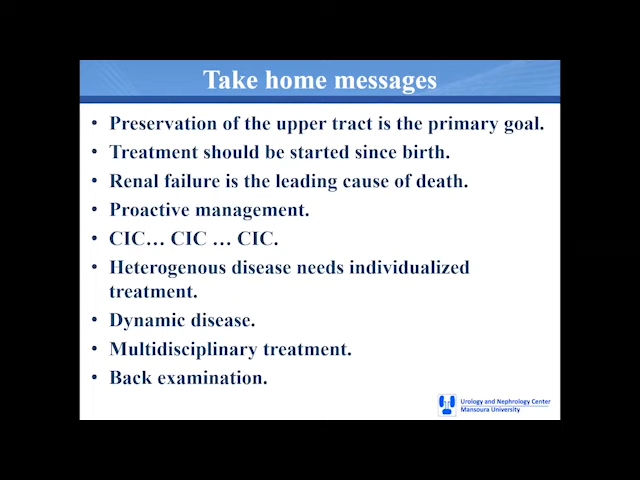 Take home messages
• Preservation of the upper tract is the primary goal.
• Treatment should be started since birth.
• Renal failure is the leading cause of death.
• Proactive management.
• CIC… CIC … CIC.
• Heterogenous disease needs individualized
treatment.
• Dynamic disease.
• Multidisciplinary treatment.
• Back examination.
Urology and Nephrology Center
Mansoura University